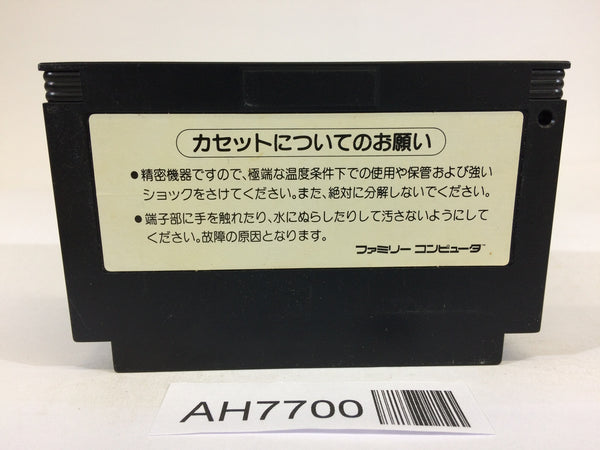 カセットについてのお願い
●精密機器ですので、極端な温度条件下での使用や保管および強い
ショックをさけてください。また、絶対に分解しないでください。
●端子部に手を触れたり、水にぬらしたりして汚さないようにして
ください。故障の原因となります。
ファミリー コンピュータ™
AH7700